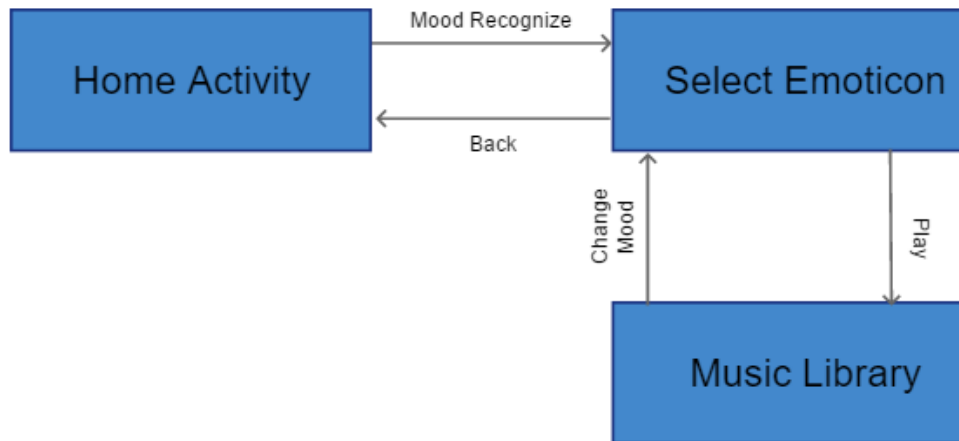 Mood Recognize
Home Activity
Select Emoticon
Back
Change
Mood
Play
Music Library